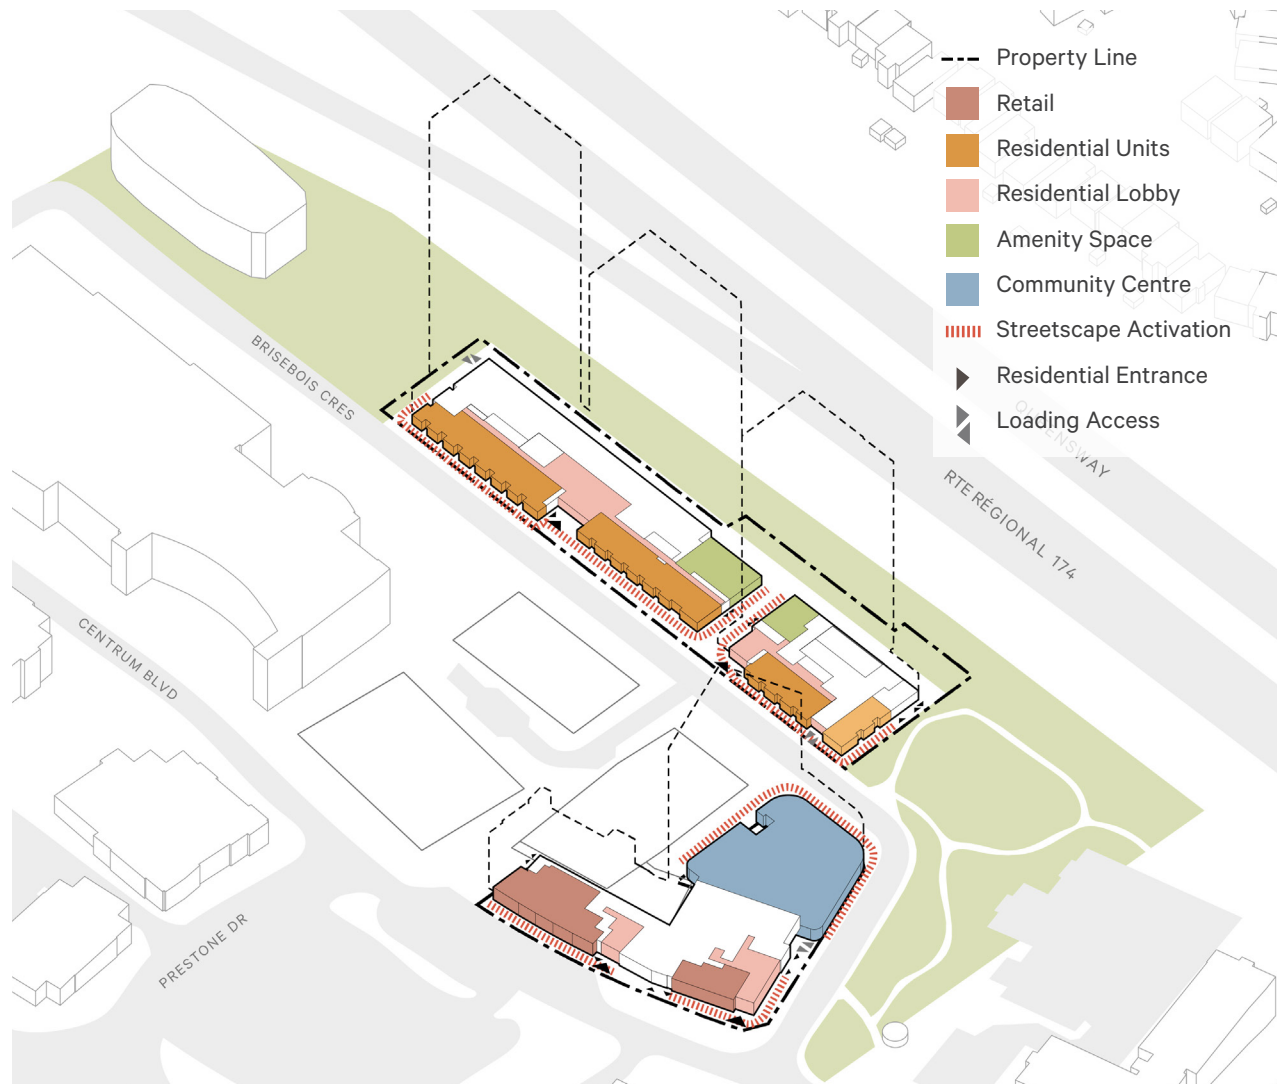 Property Line
Retail
Residential Units
Residential Lobby
Amenity Space
Community Centre
Streetscape Activation
Residential Entrance
Loading Access
QUEENSWAY
RTE RÉGIONAL 174
BRISEBOIS CRES
CENTRUM BLVD
PRESTONE DR